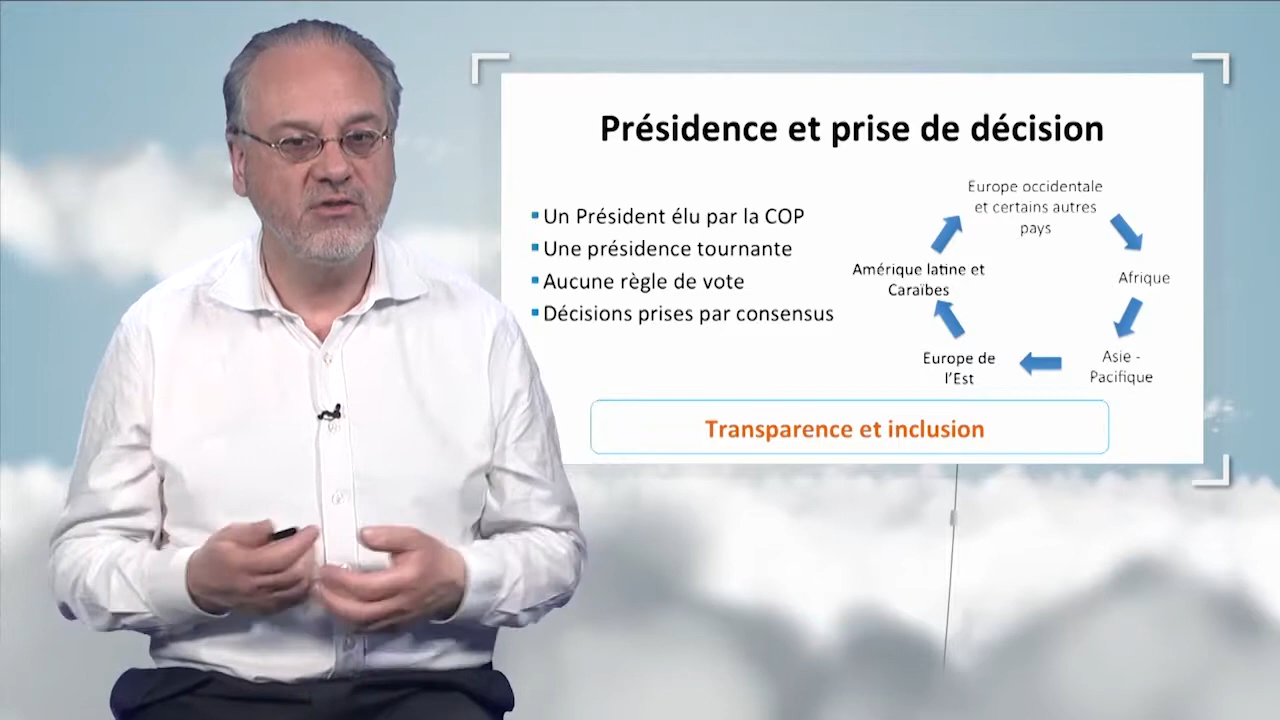 Présidence et prise de décision
▪Un Président élu par la COP
▪Une présidence tournante
▪Aucune règle de vote
▪Décisions prises par consensus
Europe occidentale
et certains autres
pays
Afrique
Asie -
Pacifique
Europe de
l’Est
Amérique latine et
Caraïbes
Transparence et inclusion